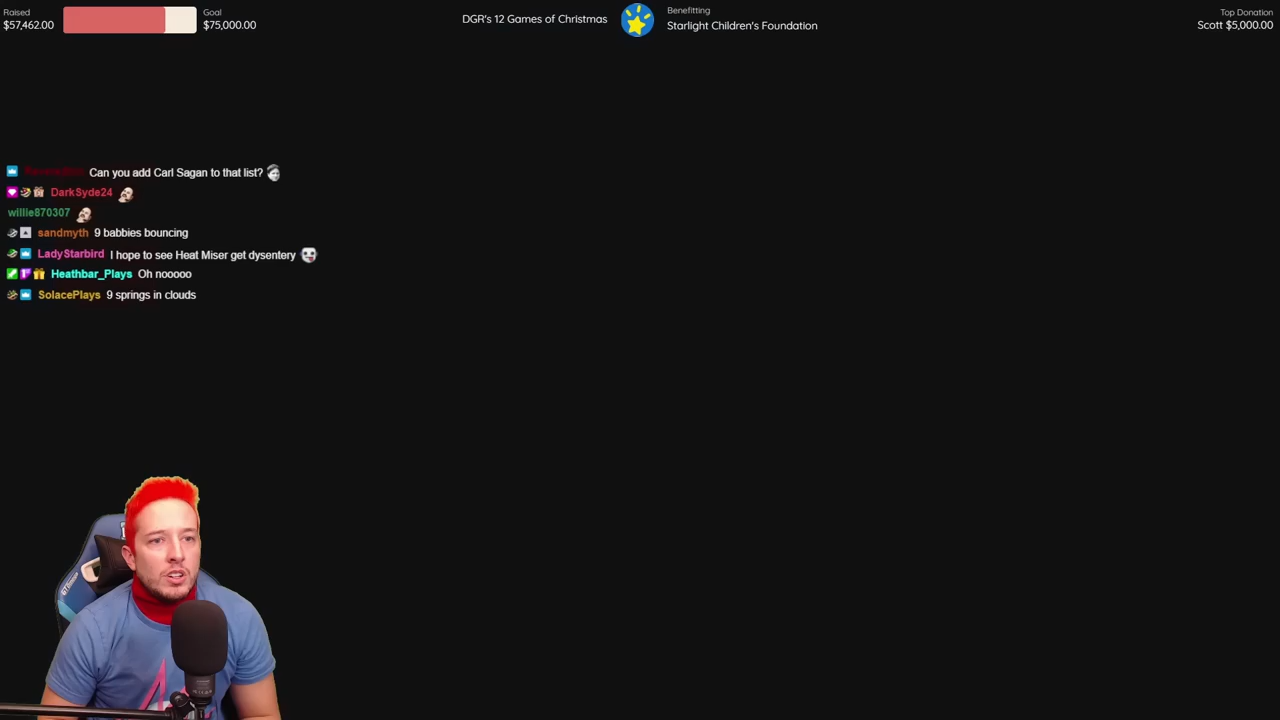 Raised
$57,462.00
Goal
$75,000.00
DGR's 12 Games of Christmas
Benefitting
Starlight Children's Foundation
Top Donation
Scott $5,000.00
Can you add Carl Sagan to that list?
DarkSyde24
willie870307
sandmyth 9 babbies bouncing
LadyStarbird I hope to see Heat Miser get dysentery
Heathbar_Plays Oh nooooo
SolacePlays 9 springs in clouds